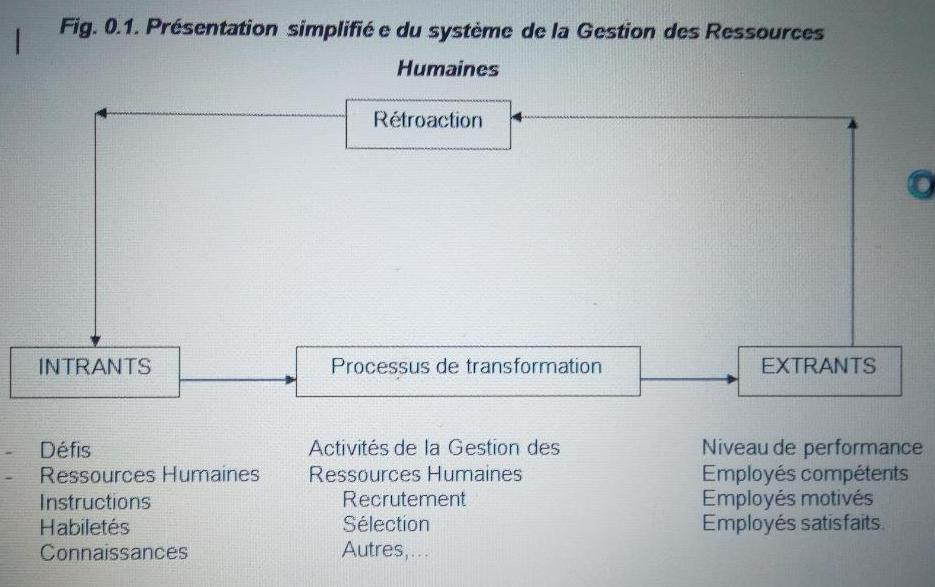 Fig. 0.1. Présentation simplifié e du système de la Gestion des Ressources
Humaines
Rétroaction
INTRANTS
Processus de transformation
EXTRANTS
- Défis
- Ressources Humaines
Instructions
Habiletés
Connaissances
Activités de la Gestion des
Ressources Humaines
Recrutement
Sélection
Autres,...
Niveau de performance
Employés compétents
Employés motivés
Employés satisfaits.